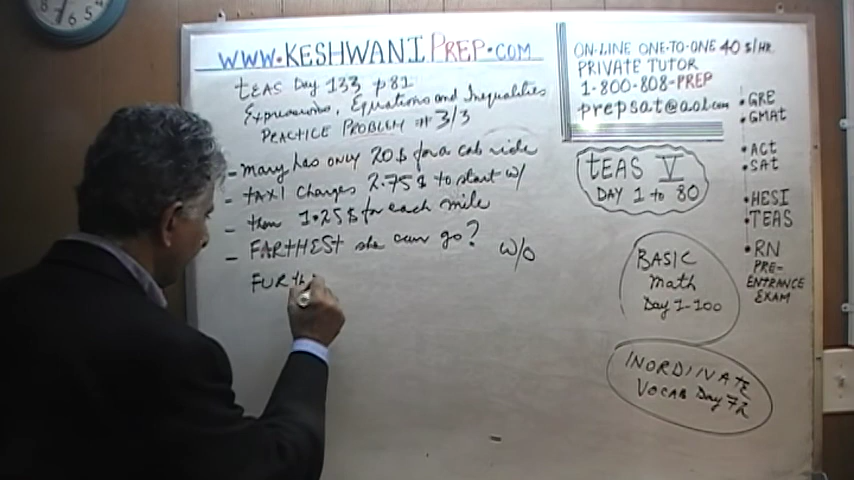 WWW.KESHWANIPREP.COM
TEAS Day 133 p81
Expressions, Equations and Inequalities
PRACTICE PROBLEM # 3/3
- Mary has only 20$ for a cab ride
- TAXI charges 2.75$ to start w/
- then 1.25$ for each mile
- FARTHEST she can go?
w/o
FURth
ON-LINE ONE-TO-ONE 40 $/HR
PRIVATE TUTOR
1-800-808-PREP
prepsat@aol.com
• GRE
• GMAT
• ACT
• SAT
• HESI
• TEAS
• RN
PRE-
ENTRANCE
EXAM
TEAS V
DAY 1 to 80
BASIC
Math
Day 1-100
INORDINATE
VOCAB Day 72